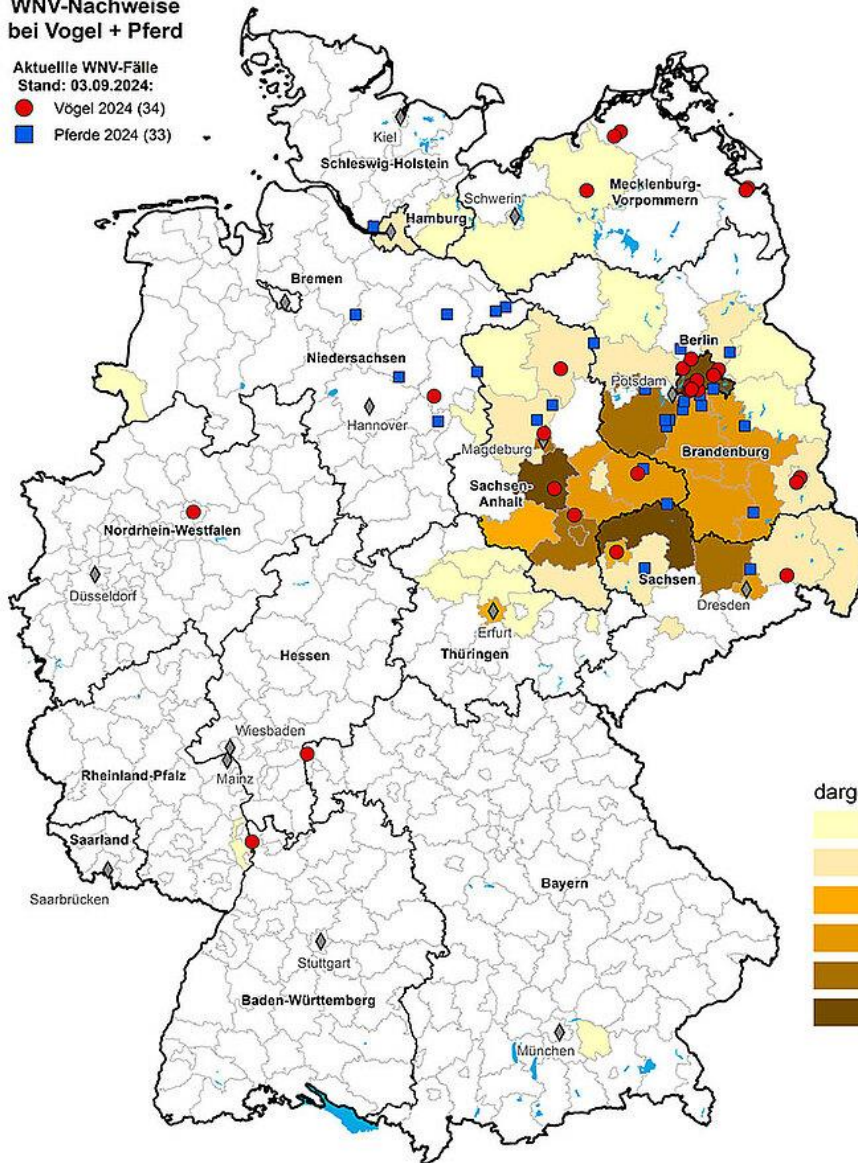 WNV-Nachweise
bei Vogel + Pferd
Aktuellle WNV-Fälle
Stand: 03.09.2024:
Vögel 2024 (34)
Pferde 2024 (33)
Kiel
Schleswig-Holstein
Mecklenburg-
Vorpommern
Schwerin
Hamburg
Bremen
Niedersachsen
Berlin
Potsdam
Hannover
Magdeburg
Brandenburg
Sachsen-
Anhalt
Nordrhein-Westfalen
Düsseldorf
Sachsen
Dresden
Erfurt
Thüringen
Hessen
Wiesbaden
Mainz
Rheinland-Pfalz
Saarland
Saarbrücken
darg
Bayern
Stuttgart
Baden-Württemberg
München